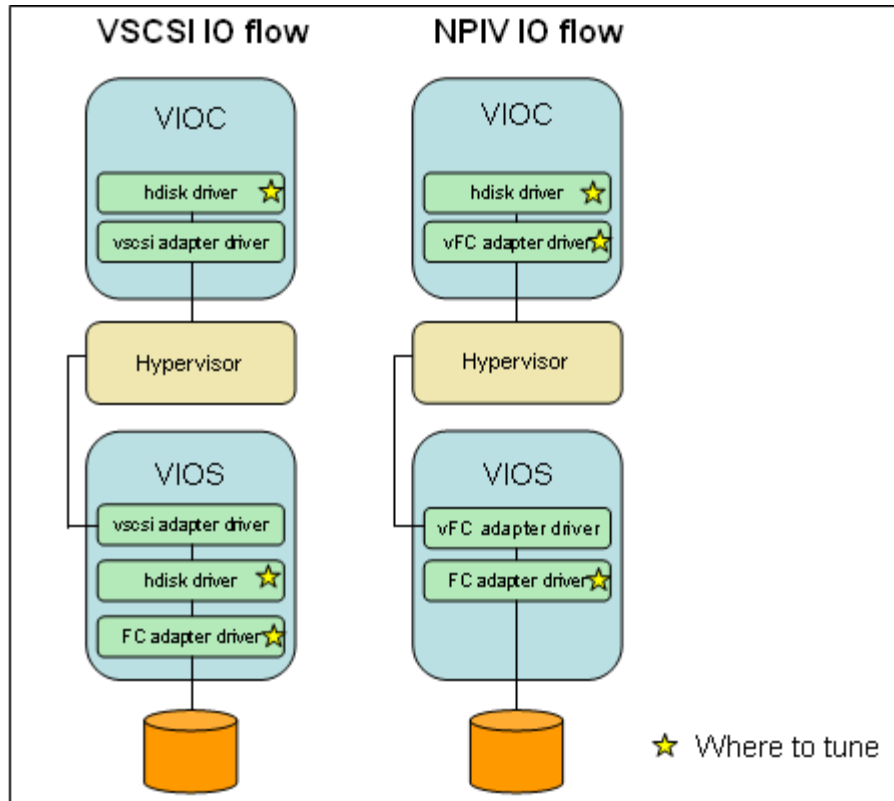 VSCSI IO flow
NPIV IO flow
VIOC
hdisk driver
vscsi adapter driver
Hypervisor
VIOS
vscsi adapter driver
hdisk driver
FC adapter driver
VIOC
hdisk driver
vFC adapter driver
Hypervisor
VIOS
vFC adapter driver
FC adapter driver
Where to tune